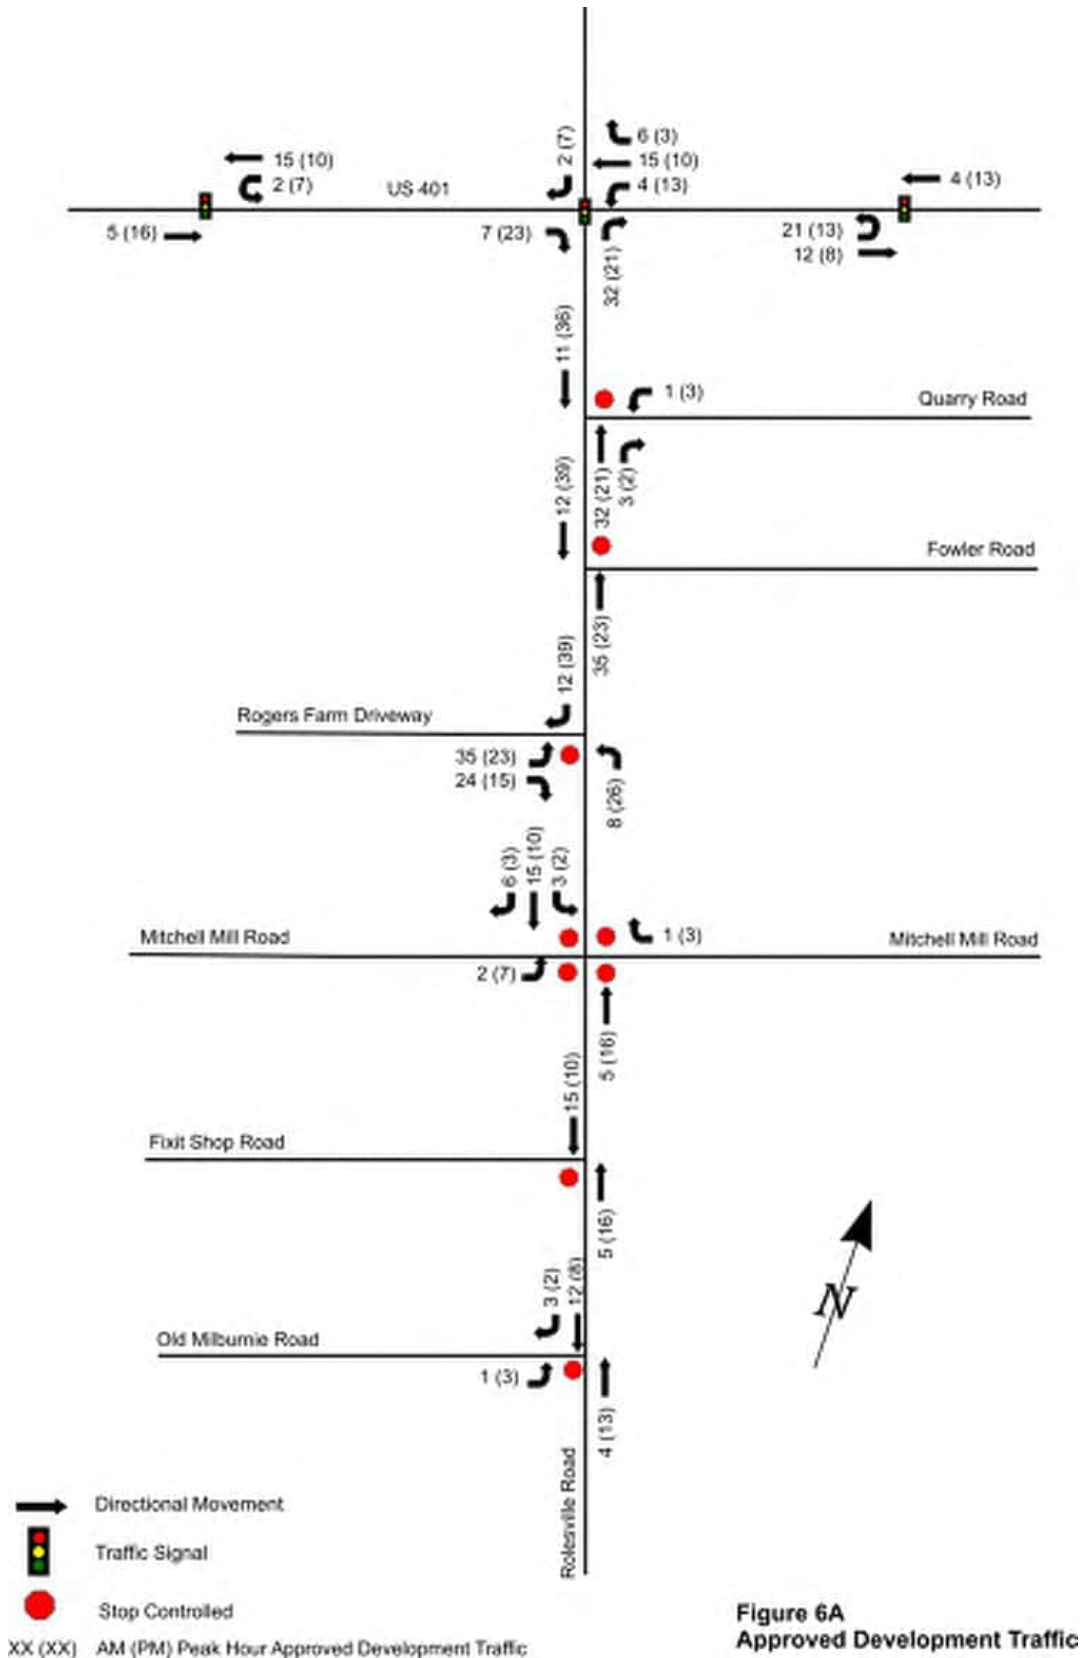 2 (7)
6 (3)
15 (10)
15 (10)
2 (7)
US 401
4 (13)
4 (13)
5 (16)
7 (23)
32 (21)
21 (13)
12 (8)
11 (36)
1 (3)
Quarry Road
12 (39)
32 (21)
3 (2)
Fowler Road
12 (39)
35 (23)
Rogers Farm Driveway
35 (23)
24 (15)
8 (26)
6 (3)
15 (10)
3 (2)
Mitchell Mill Road
1 (3)
Mitchell Mill Road
2 (7)
15 (10)
5 (16)
Fixit Shop Road
5 (16)
3 (2)
12 (8)
Old Milburnie Road
1 (3)
4 (13)
Rolesville Road
N
Directional Movement
Traffic Signal
Stop Controlled
XX (XX) AM (PM) Peak Hour Approved Development Traffic
Figure 6A
Approved Development Traffic